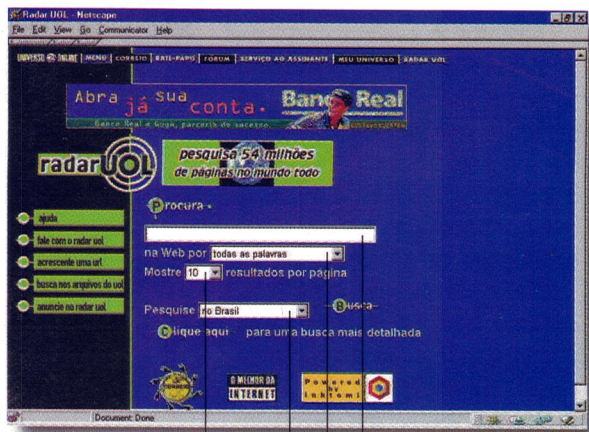 Radar UOL - Netscape
File Edit View Go Communicator Help
UNIVERSO ONLINE | MENU | CORREIO | BATE-PAPO | FORUM | SERVIÇO AO ASSINANTE | MEU UNIVERSO | RADAR UOL
Abra já sua conta. Banco Real
Banco Real e Guga, parceria de sucesso.
radar UOL
pesquisa 54 milhões
de páginas no mundo todo
Procura
ajuda
fale com o radar uol
acrescente uma url
busca nos arquivos do uol
anuncie no radar uol
na Web por todas as palavras
Mostre 10 resultados por página
Pesquise no Brasil Busca
Clique aqui para uma busca mais detalhada
O MELHOR DA
INTERNET
Powered
by
Inktomi
Document: Done